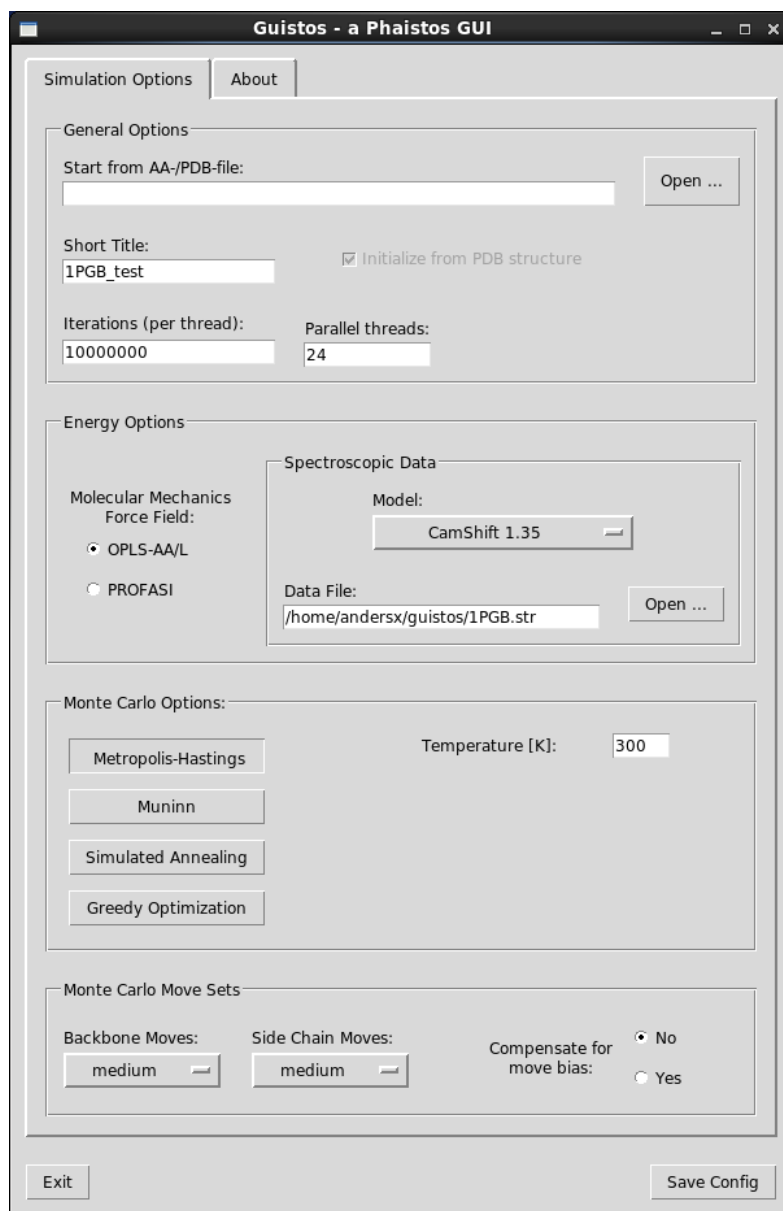 Guistos - a Phaistos GUI
Simulation Options
About
General Options
Start from AA-/PDB-file:
Open ...
Short Title:
1PGB_test
Initialize from PDB structure
Iterations (per thread):
Parallel threads:
10000000
24
Energy Options
Spectroscopic Data
Molecular Mechanics
Force Field:
Model:
CamShift 1.35
OPLS-AA/L
PROFASI
Data File:
/home/andersx/guistos/1PGB.str
Open ...
Monte Carlo Options:
Metropolis-Hastings
Temperature [K]:
300
Muninn
Simulated Annealing
Greedy Optimization
Monte Carlo Move Sets
Backbone Moves:
medium
Side Chain Moves:
medium
Compensate for
move bias:
No
Yes
Exit
Save Config